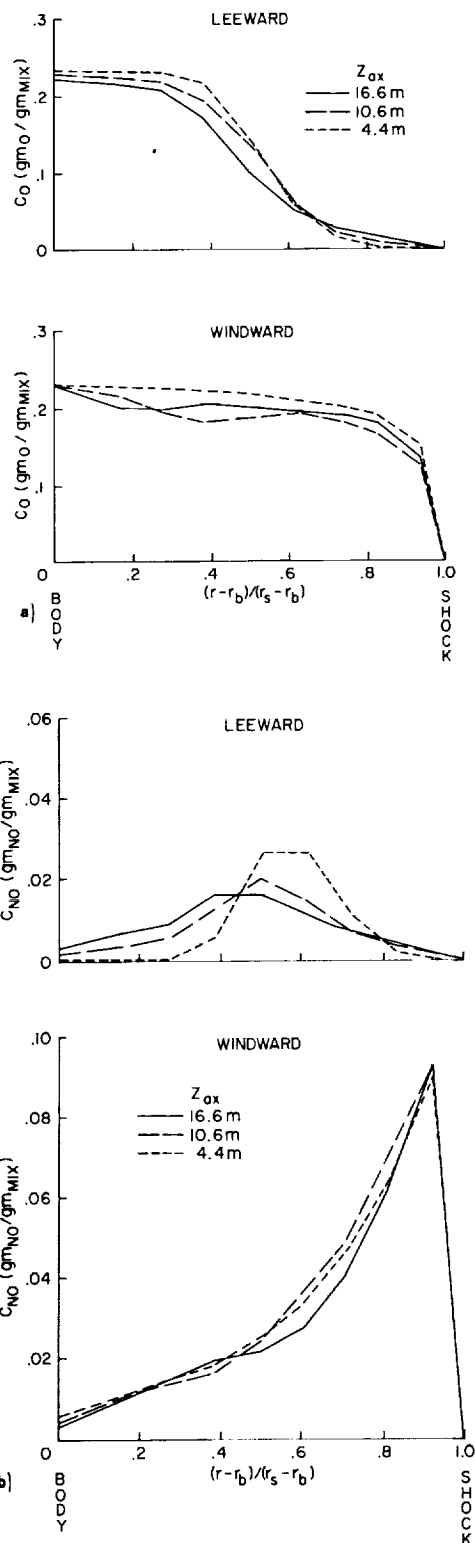 LEEWARD
.3
.2
.1
0
C_O (gm_O/gm_MIX)
Z_ax
16.6 m
10.6 m
4.4 m
WINDWARD
.3
.2
.1
0
C_O (gm_O/gm_MIX)
0 .2 .4 .6 .8 1.0
(r-r_b)/(r_s-r_b)
a)
BODY
SHOCK
LEEWARD
.06
.04
.02
0
C_NO (gm_NO/gm_MIX)
WINDWARD
.10
.08
.06
.04
.02
C_NO (gm_NO/gm_MIX)
Z_ax
16.6 m
10.6 m
4.4 m
0 .2 .4 .6 .8 1.0
(r-r_b)/(r_s-r_b)
b)
BODY
SHOCK